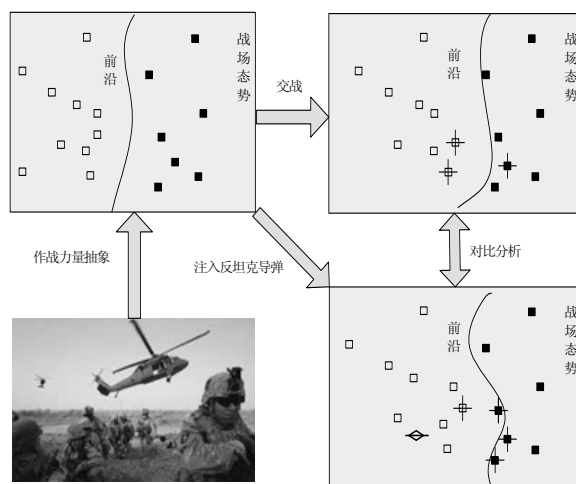 前沿
战场态势
交战
前沿
战场态势
作战力量抽象
注入反坦克导弹
对比分析
前沿
战场态势